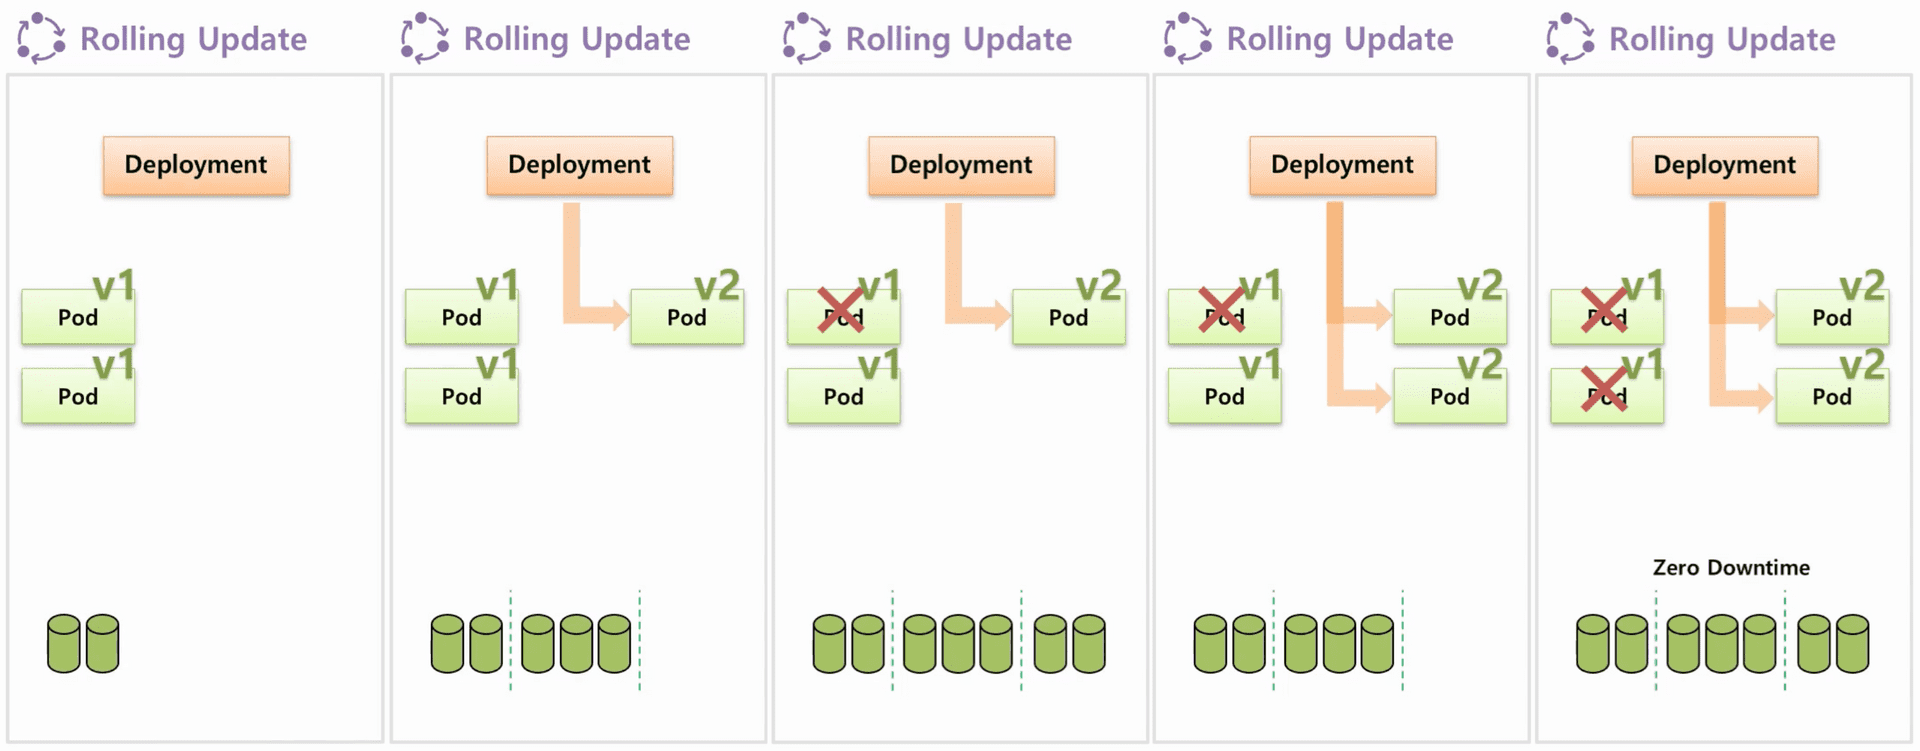 Rolling Update
Deployment
v1
Pod
v1
Pod
Rolling Update
Deployment
v1
Pod
v2
Pod
v1
Pod
Rolling Update
Deployment
v1
Pod
v2
Pod
v1
Pod
Rolling Update
Deployment
v1
Pod
v2
Pod
v1
Pod
v2
Pod
Rolling Update
Deployment
v1
Pod
v2
Pod
v1
Pod
v2
Pod
Zero Downtime